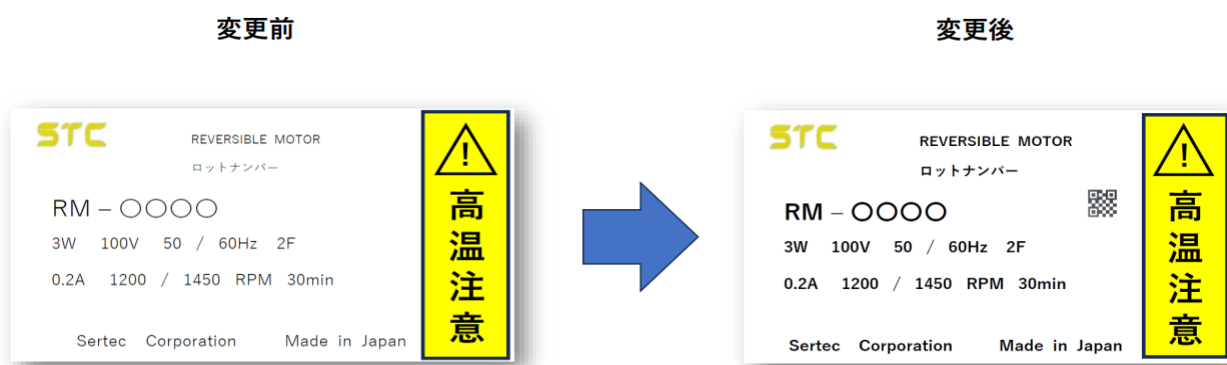 変更前
STC
REVERSIBLE MOTOR
ロットナンバー
RM – 〇〇〇〇
3W 100V 50 / 60Hz 2F
0.2A 1200 / 1450 RPM 30min
Sertec Corporation Made in Japan
高温注意
変更後
STC
REVERSIBLE MOTOR
ロットナンバー
RM – 〇〇〇〇
3W 100V 50 / 60Hz 2F
0.2A 1200 / 1450 RPM 30min
Sertec Corporation Made in Japan
高温注意